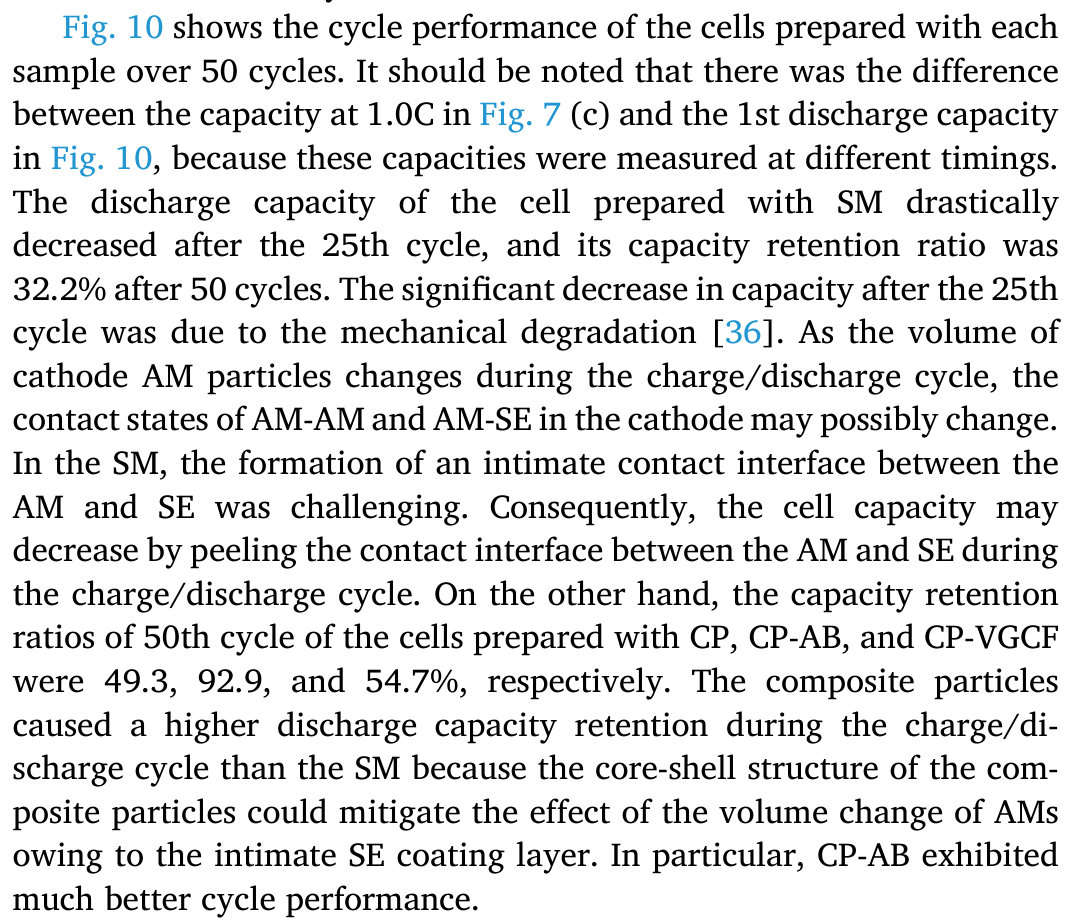 Fig. 10 shows the cycle performance of the cells prepared with each
sample over 50 cycles. It should be noted that there was the difference
between the capacity at 1.0C in Fig. 7 (c) and the 1st discharge capacity
in Fig. 10, because these capacities were measured at different timings.
The discharge capacity of the cell prepared with SM drastically
decreased after the 25th cycle, and its capacity retention ratio was
32.2% after 50 cycles. The significant decrease in capacity after the 25th
cycle was due to the mechanical degradation [36]. As the volume of
cathode AM particles changes during the charge/discharge cycle, the
contact states of AM-AM and AM-SE in the cathode may possibly change.
In the SM, the formation of an intimate contact interface between the
AM and SE was challenging. Consequently, the cell capacity may
decrease by peeling the contact interface between the AM and SE during
the charge/discharge cycle. On the other hand, the capacity retention
ratios of 50th cycle of the cells prepared with CP, CP-AB, and CP-VGCF
were 49.3, 92.9, and 54.7%, respectively. The composite particles
caused a higher discharge capacity retention during the charge/di-
scharge cycle than the SM because the core-shell structure of the com-
posite particles could mitigate the effect of the volume change of AMs
owing to the intimate SE coating layer. In particular, CP-AB exhibited
much better cycle performance.